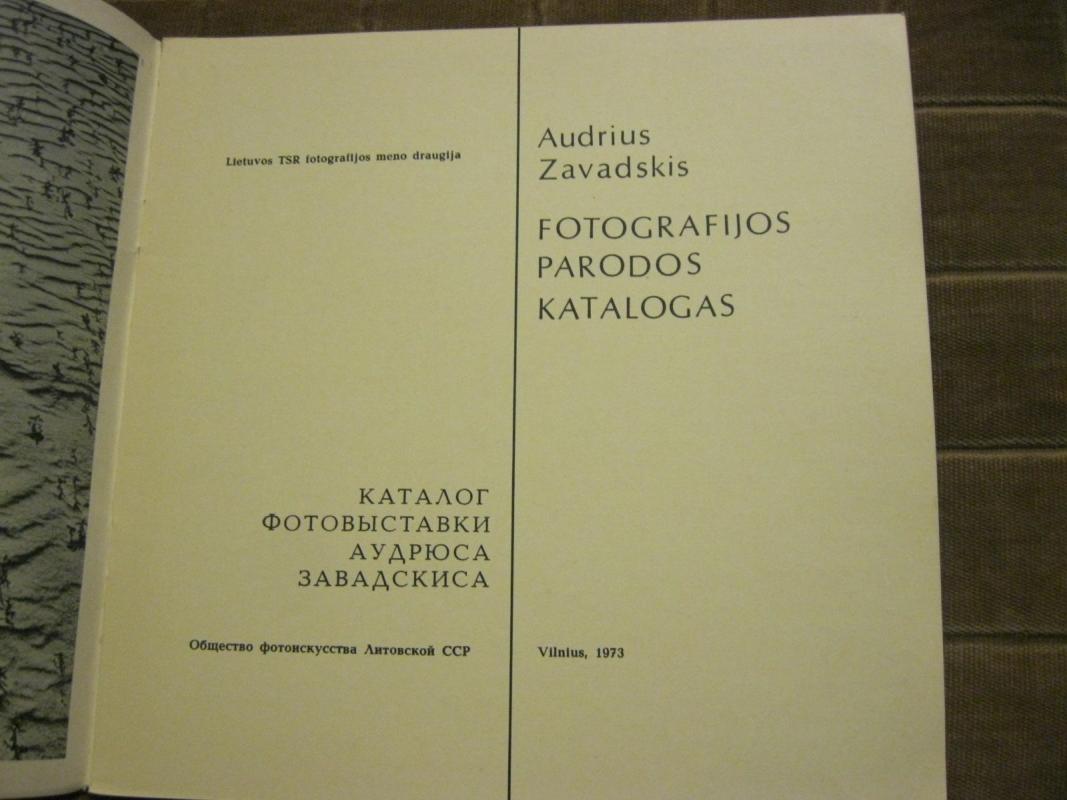 Lietuvos TSR fotografijos meno draugija
КАТАЛОГ
ФОТОВЫСТАВКИ
АУДРЮСА
ЗАВАДСКИСА
Общество фотоискусства Литовской ССР
Audrius
Zavadskis
FOTOGRAFIJOS
PARODOS
KATALOGAS
Vilnius, 1973